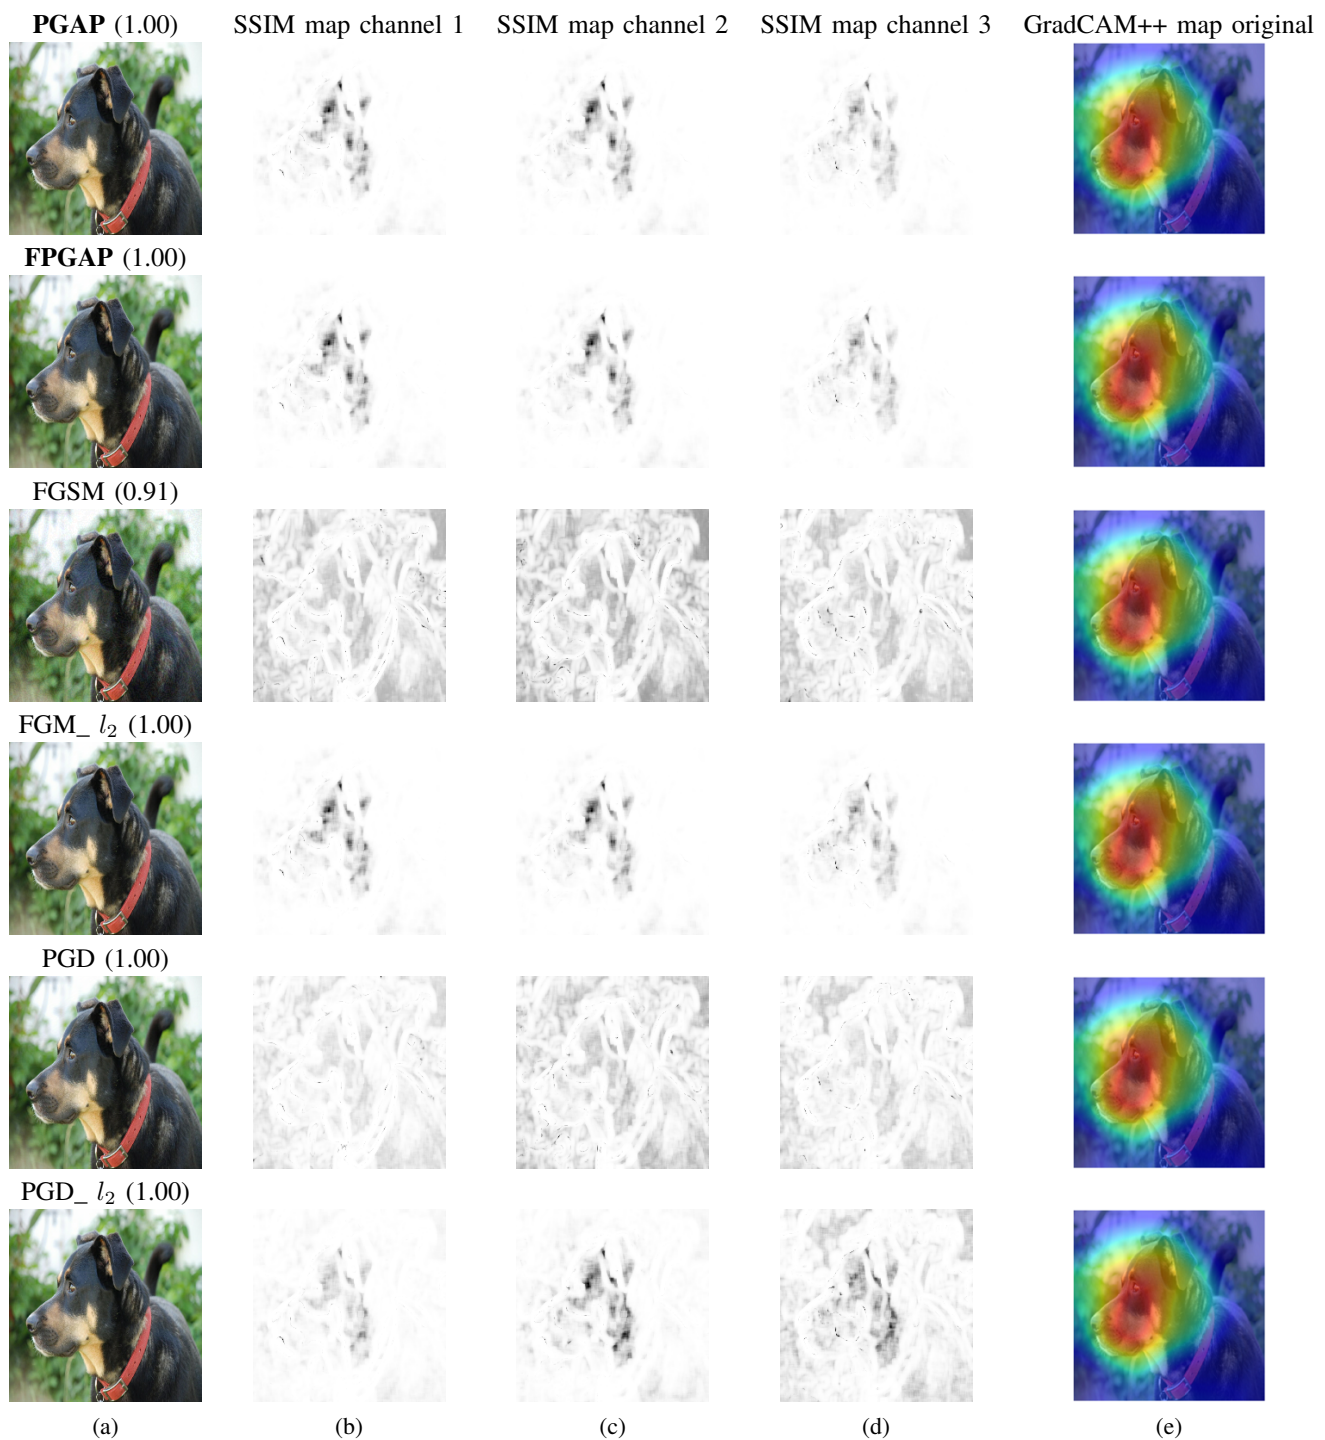 PGAP (1.00) SSIM map channel 1 SSIM map channel 2 SSIM map channel 3 GradCAM++ map original
FPGAP (1.00)
FGSM (0.91)
FGM_ l₂ (1.00)
PGD (1.00)
PGD_ l₂ (1.00)
(a) (b) (c) (d) (e)